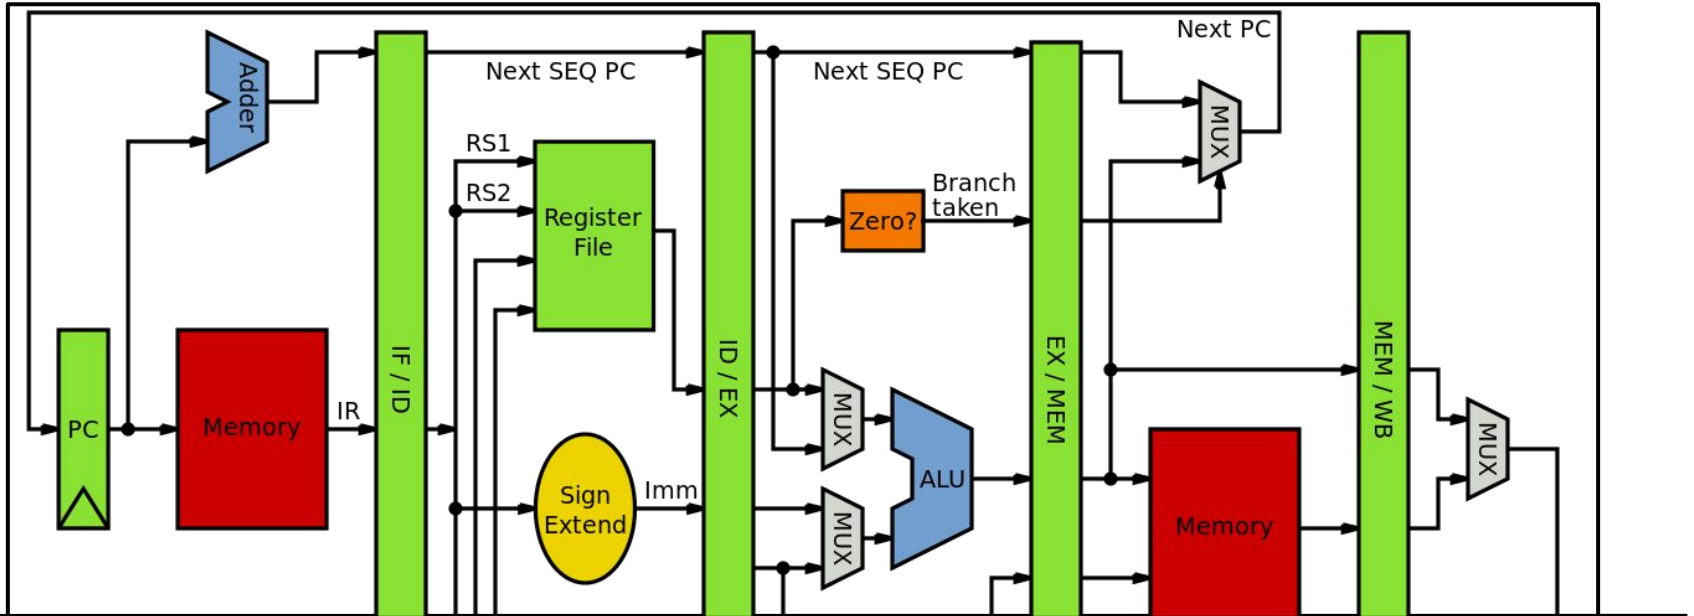 Next PC
Adder
Next SEQ PC
Next SEQ PC
MUX
RS1
RS2
Register
File
Branch
taken
Zero?
PC
Memory
IR
IF / ID
ID / EX
EX / MEM
MEM / WB
MUX
MUX
ALU
Sign
Extend
Imm
MUX
Memory